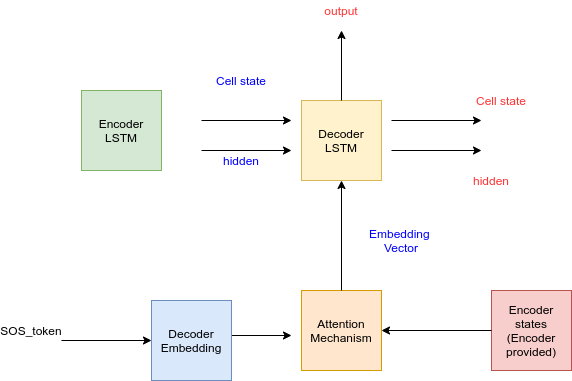 output
Cell state
Encoder
LSTM
Decoder
LSTM
Cell state
hidden
hidden
Embedding
Vector
SOS_token
Decoder
Embedding
Attention
Mechanism
Encoder
states
(Encoder
provided)